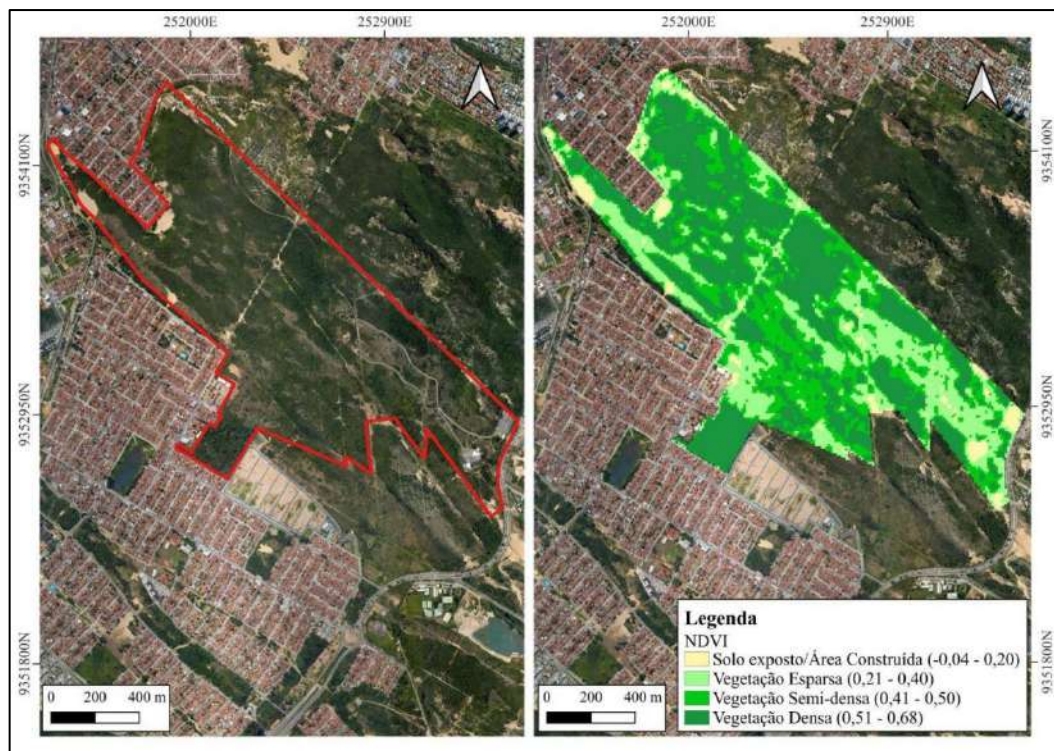 252000E
252900E
252000E
252900E
9354100N
9352950N
9351800N
9354100N
9352950N
9351800N
0 200 400 m
0 200 400 m
Legenda
NDVI
Solo exposto/Área Construída (-0,04 - 0,20)
Vegetação Esparsa (0,21 - 0,40)
Vegetação Semi-densa (0,41 - 0,50)
Vegetação Densa (0,51 - 0,68)